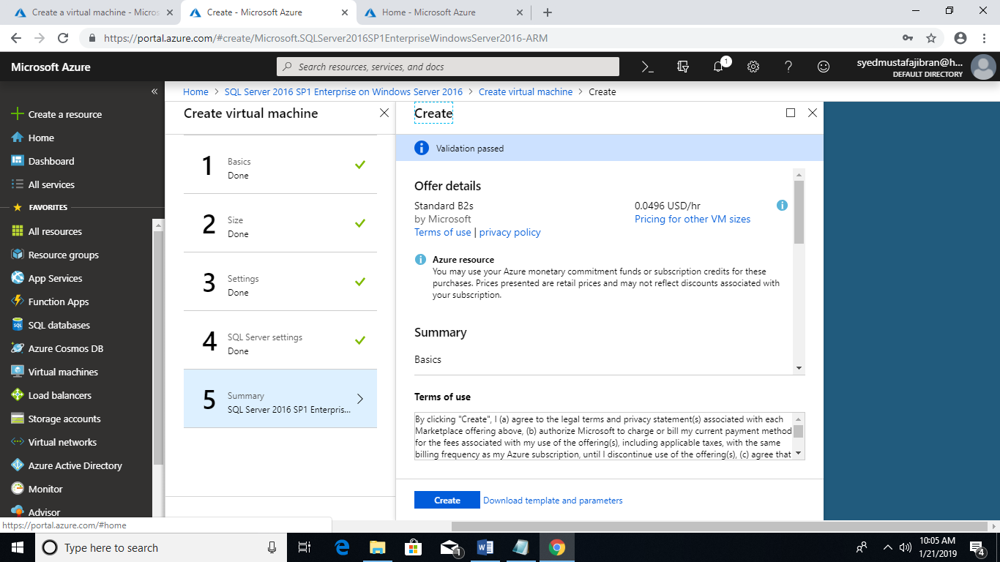 Create a virtual machine - Micros
Create - Microsoft Azure
Home - Microsoft Azure
https://portal.azure.com/#create/Microsoft.SQLServer2016SP1EnterpriseWindowsServer2016-ARM
Microsoft Azure
Search resources, services, and docs
1
syedmustafajibran@h...
DEFAULT DIRECTORY
Home > SQL Server 2016 SP1 Enterprise on Windows Server 2016 > Create virtual machine > Create
Create a resource
Home
Dashboard
All services
FAVORITES
All resources
Resource groups
App Services
Function Apps
SQL databases
Azure Cosmos DB
Virtual machines
Load balancers
Storage accounts
Virtual networks
Azure Active Directory
Monitor
Advisor
https://portal.azure.com/#home
Create virtual machine
1
Basics
Done
2
Size
Done
3
Settings
Done
4
SQL Server settings
Done
5
Summary
SQL Server 2016 SP1 Enterpris...
Create
Validation passed
Offer details
Standard B2s
by Microsoft
Terms of use | privacy policy
0.0496 USD/hr
Pricing for other VM sizes
Azure resource
You may use your Azure monetary commitment funds or subscription credits for these
purchases. Prices presented are retail prices and may not reflect discounts associated with
your subscription.
Summary
Basics
Terms of use
By clicking "Create", I (a) agree to the legal terms and privacy statement(s) associated with each
Marketplace offering above, (b) authorize Microsoft to charge or bill my current payment method
for the fees associated with my use of the offering(s), including applicable taxes, with the same
billing frequency as my Azure subscription, until I discontinue use of the offering(s), (c) agree that
Create
Download template and parameters
Type here to search
1
10:05 AM
1/21/2019
4